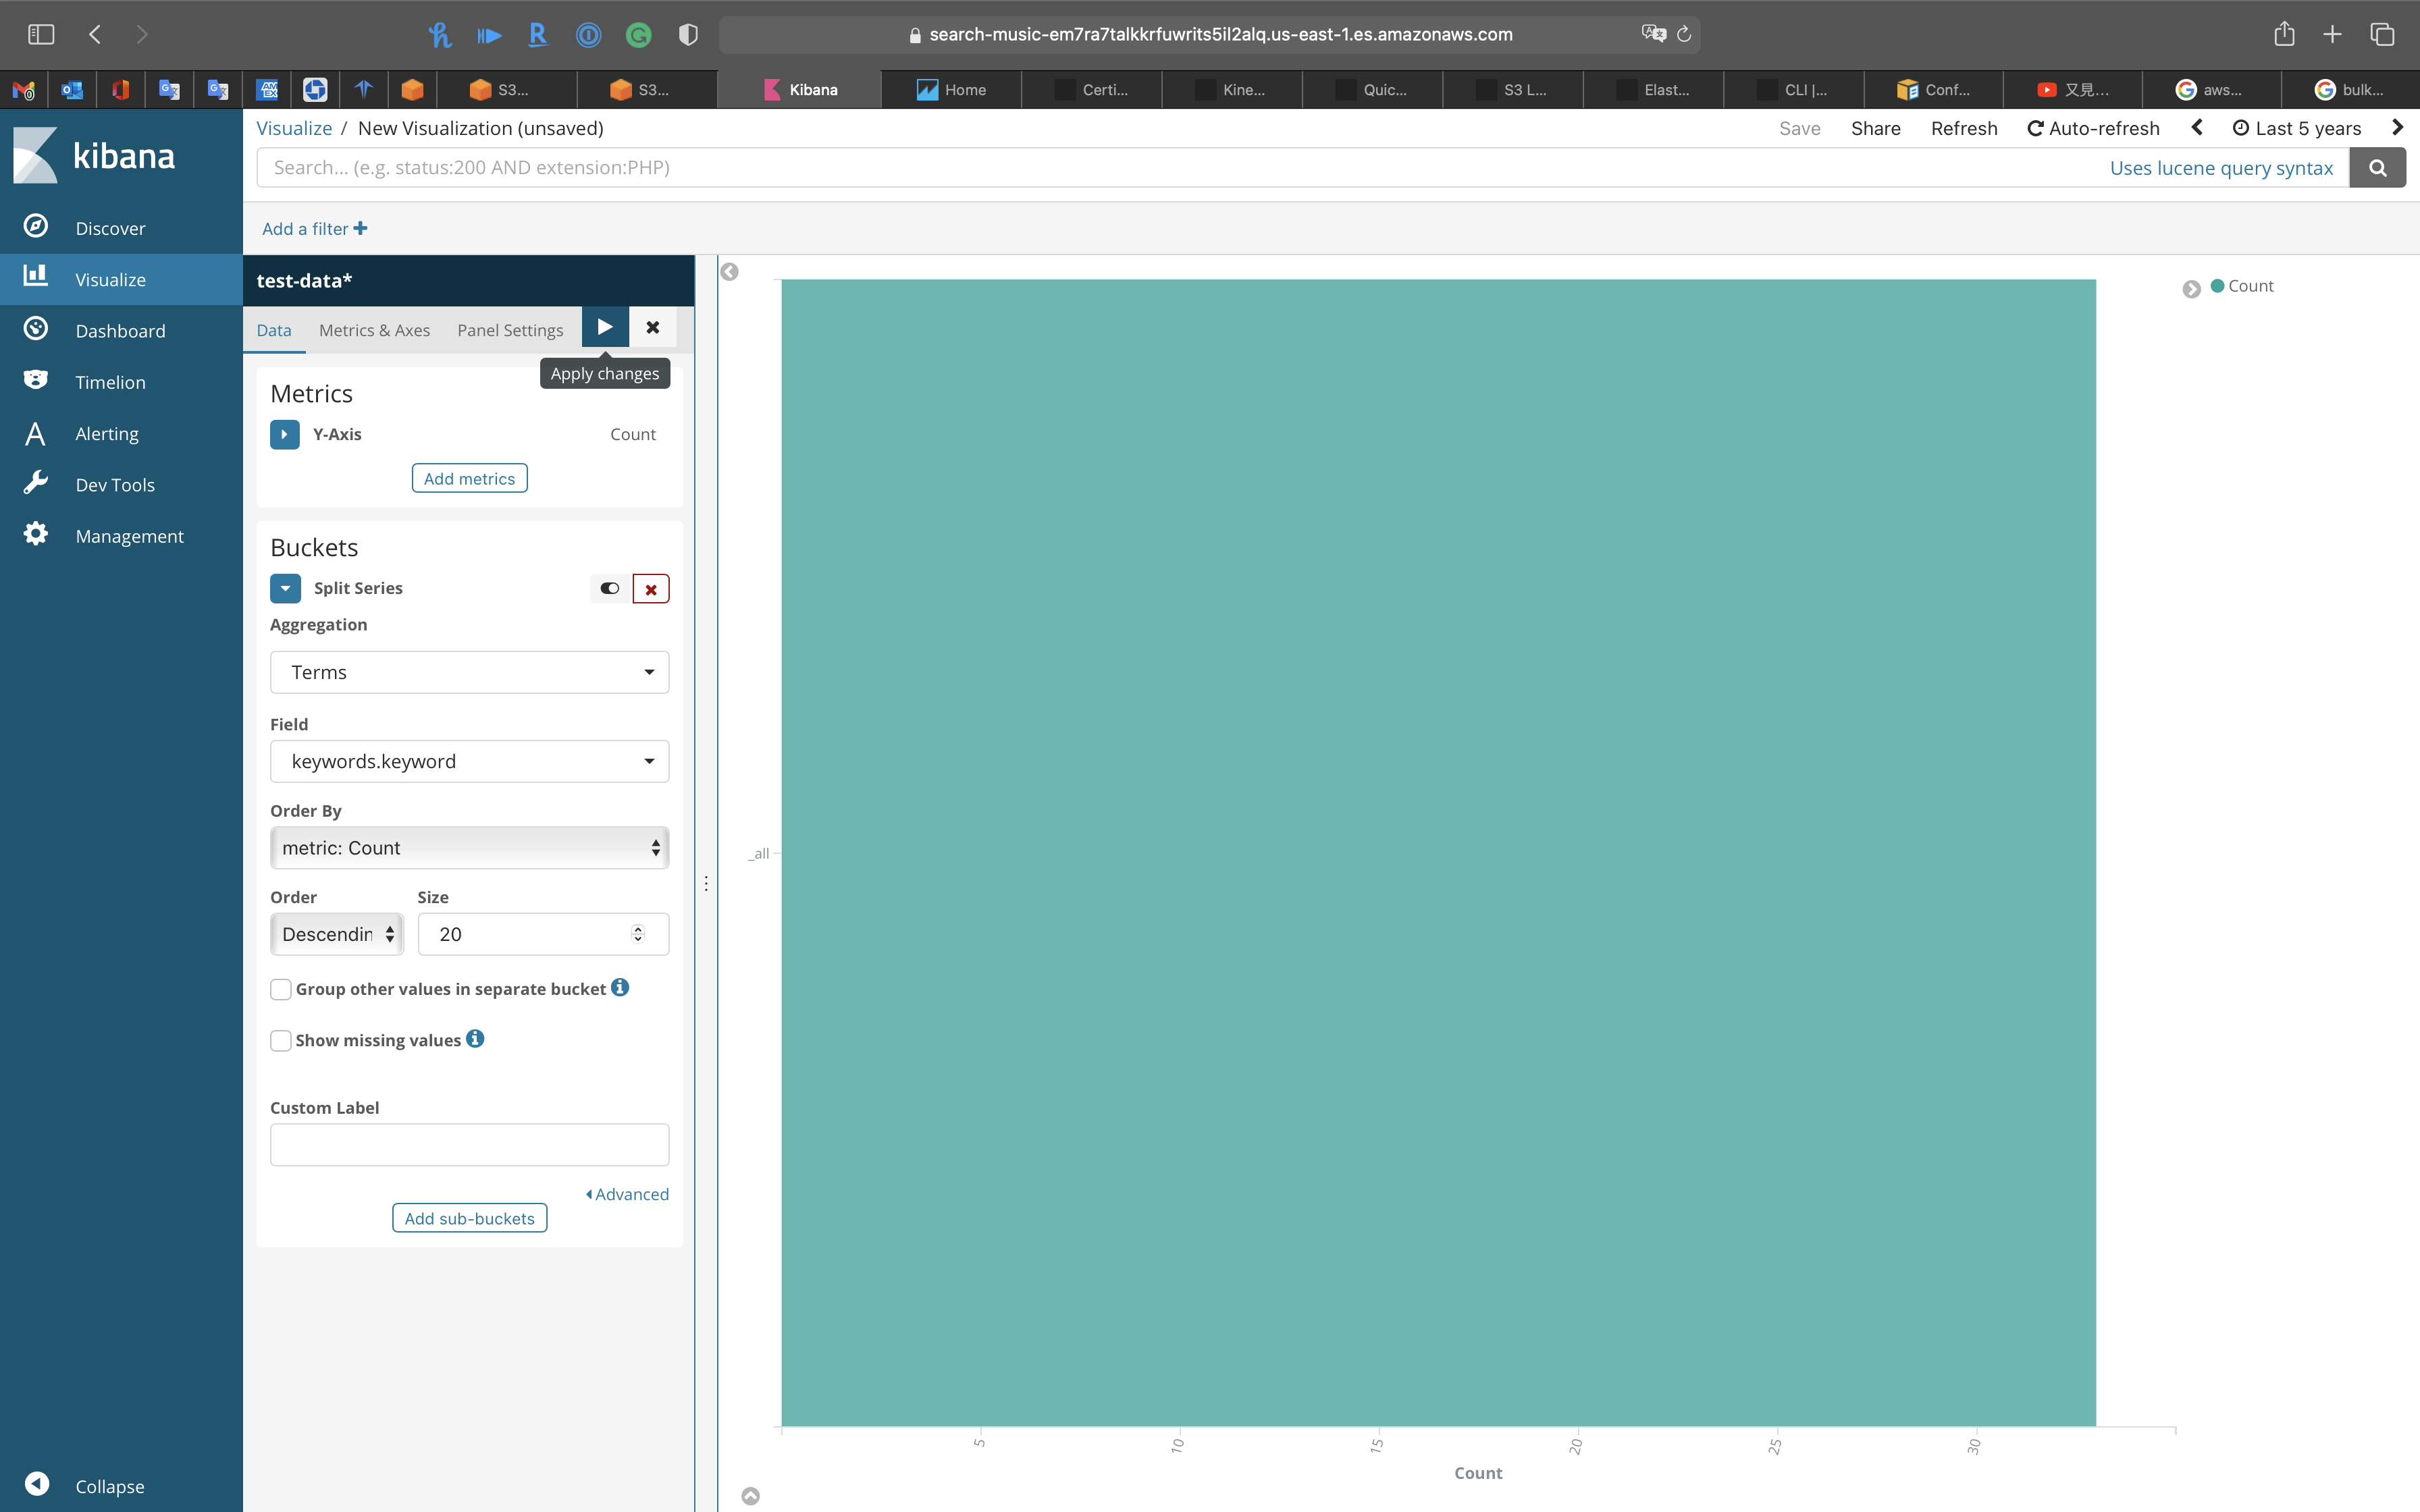 search-music-em7ra7talkkrfuwrits5il2alq.us-east-1.es.amazonaws.com
S3...
S3...
Kibana
Home
Certi...
Kine...
Quic...
S3 L...
Elast...
CLI |...
Conf...
又見...
aws...
bulk...
kibana
Discover
Visualize
Dashboard
Timelion
Alerting
Dev Tools
Management
Collapse
Visualize / New Visualization (unsaved)
Save Share Refresh Auto-refresh Last 5 years
Search... (e.g. status:200 AND extension:PHP)
Uses lucene query syntax
Add a filter
test-data*
Data Metrics & Axes Panel Settings
Apply changes
Metrics
Y-Axis Count
Add metrics
Buckets
Split Series
Aggregation
Terms
Field
keywords.keyword
Order By
metric: Count
Order Size
Descendin 20
Group other values in separate bucket
Show missing values
Custom Label
Advanced
Add sub-buckets
_all
5 10 15 20 25 30
Count
Count